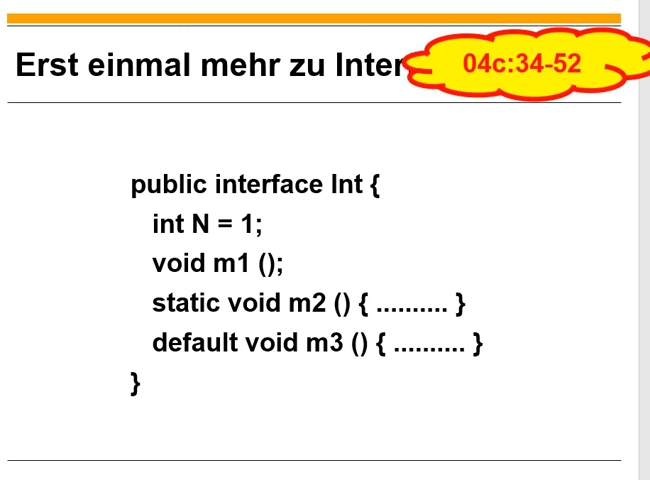 Erst einmal mehr zu Inter
04c:34-52
public interface Int {
int N = 1;
void m1 ();
static void m2 () { .......... }
default void m3 () { .......... }
}